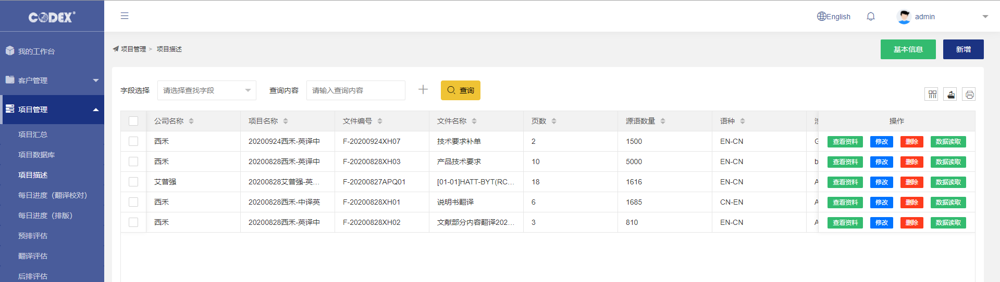 CODEX®
English
admin
我的工作台
客户管理
项目管理
项目汇总
项目数据库
项目描述
每日进度（翻译校对）
每日进度（排版）
预排评估
翻译评估
后排评估
项目管理 > 项目描述
基本信息 新增
字段选择 请选择查找字段 查询内容 请输入查询内容 查询
公司名称 项目名称 文件编号 文件名称 页数 源语数量 语种 操作
西禾 20200924西禾-英译中 F-20200924XH07 技术要求补单 2 1500 EN-CN 查看资料 修改 删除 数据读取
西禾 20200828西禾-英译中 F-20200828XH03 产品技术要求 10 5000 EN-CN b 查看资料 修改 删除 数据读取
艾普强 20200828艾普强-英... F-20200827APQ01 [01-01]HATT-BYT(RC... 18 1616 EN-CN A 查看资料 修改 删除 数据读取
西禾 20200828西禾-中译英 F-20200828XH01 说明书翻译 6 1685 CN-EN A 查看资料 修改 删除 数据读取
西禾 20200828西禾-英译中 F-20200828XH02 文献部分内容翻译202... 3 810 EN-CN A 查看资料 修改 删除 数据读取